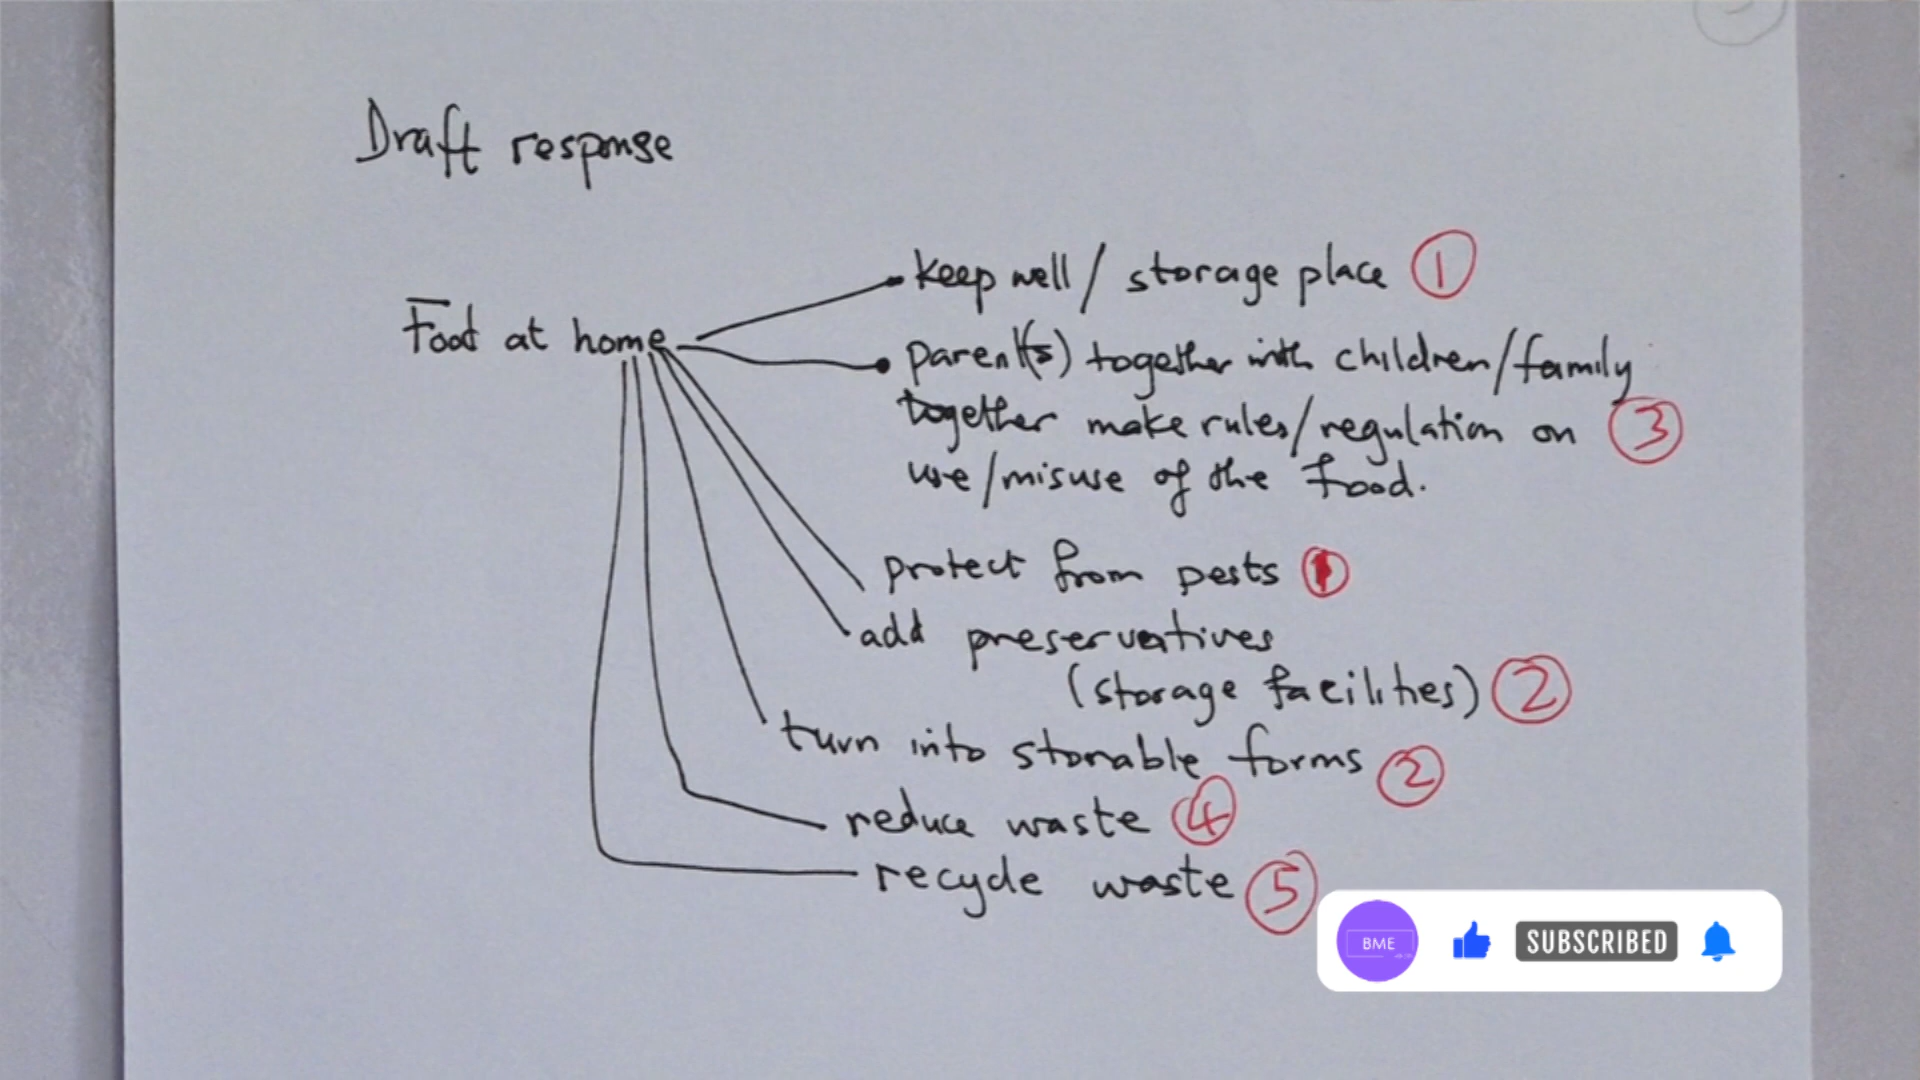 Draft response
Food at home
keep well / storage place 1
parent(s) together with children/family
together make rules/regulation on 3
use/misuse of the food.
protect from pests 1
add preservatives
(storage facilities) 2
turn into storable forms 2
reduce waste 4
recycle waste 5
BME
SUBSCRIBED